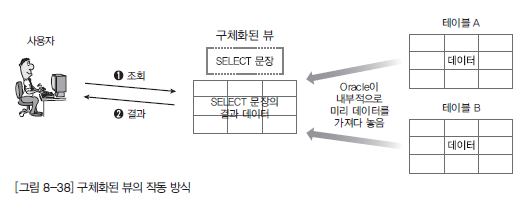 사용자
구체화된 뷰
SELECT 문장
❶ 조회
❷ 결과
SELECT 문장의
결과 데이터
Oracle이
내부적으로
미리 데이터를
가져다 놓음
테이블 A
데이터
테이블 B
데이터
[그림 8-38] 구체화된 뷰의 작동 방식